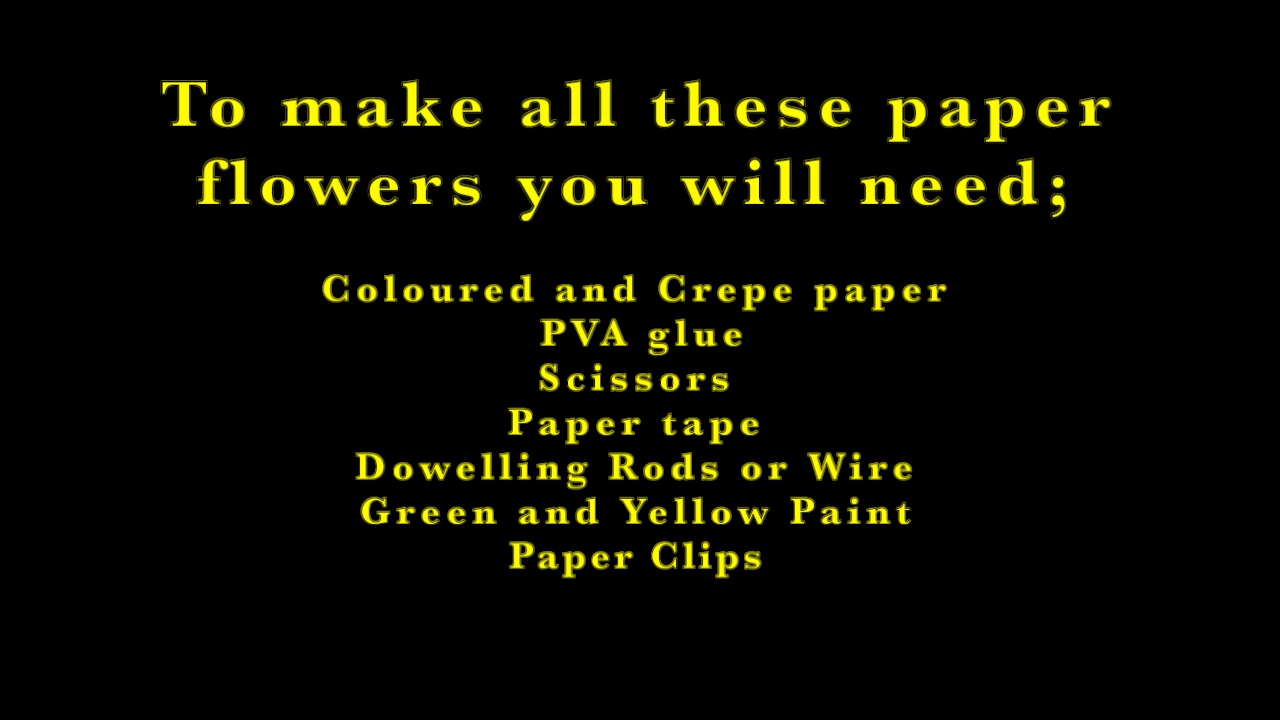 To make all these paper
flowers you will need;
Coloured and Crepe paper
PVA glue
Scissors
Paper tape
Dowelling Rods or Wire
Green and Yellow Paint
Paper Clips